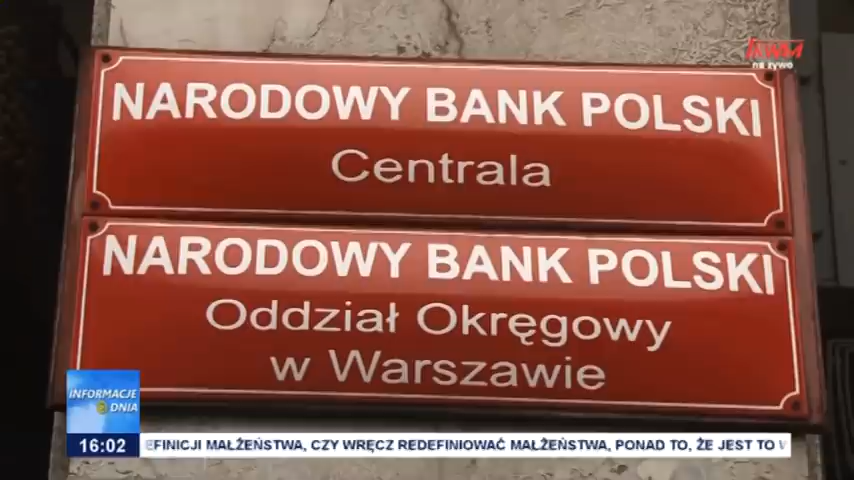 TRWAM
na żywo
NARODOWY BANK POLSKI
Centrala
NARODOWY BANK POLSKI
Oddział Okręgowy
w Warszawie
INFORMACJE
DNIA
16:02
EFINICJI MAŁŻEŃSTWA, CZY WRĘCZ REDEFINIOWAĆ MAŁŻEŃSTWA, PONAD TO, ŻE JEST TO